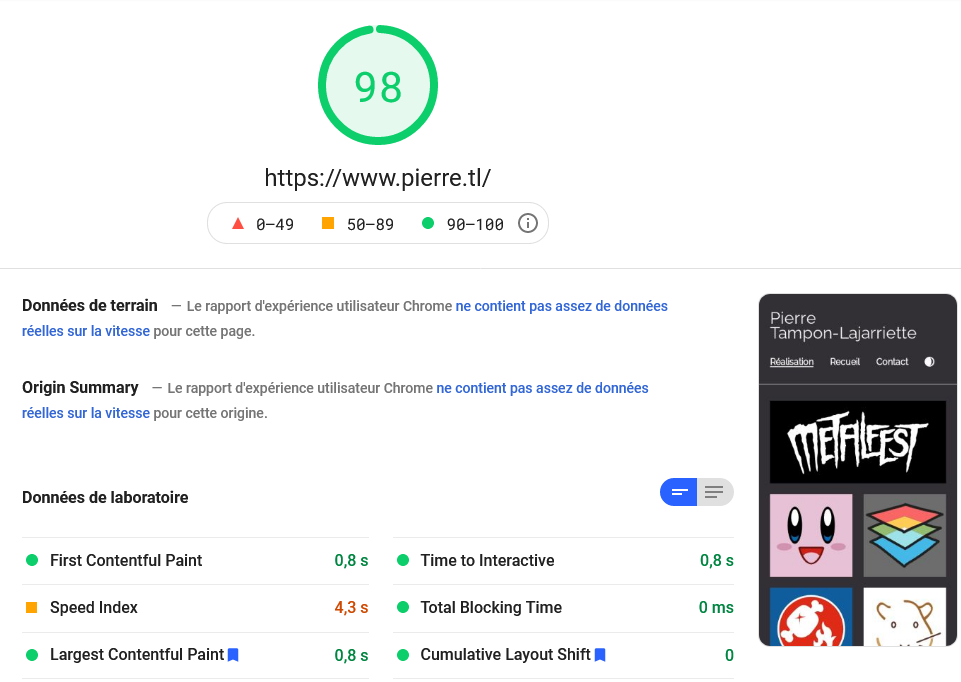 98
https://www.pierre.tl/
0–49 50–89 90–100
Données de terrain — Le rapport d'expérience utilisateur Chrome ne contient pas assez de données
réelles sur la vitesse pour cette page.
Origin Summary — Le rapport d'expérience utilisateur Chrome ne contient pas assez de données
réelles sur la vitesse pour cette origine.
Données de laboratoire
First Contentful Paint 0,8 s
Time to Interactive 0,8 s
Speed Index 4,3 s
Total Blocking Time 0 ms
Largest Contentful Paint 0,8 s
Cumulative Layout Shift 0
Pierre
Tampon-Lajarriette
Réalisation Recueil Contact
METALFEST